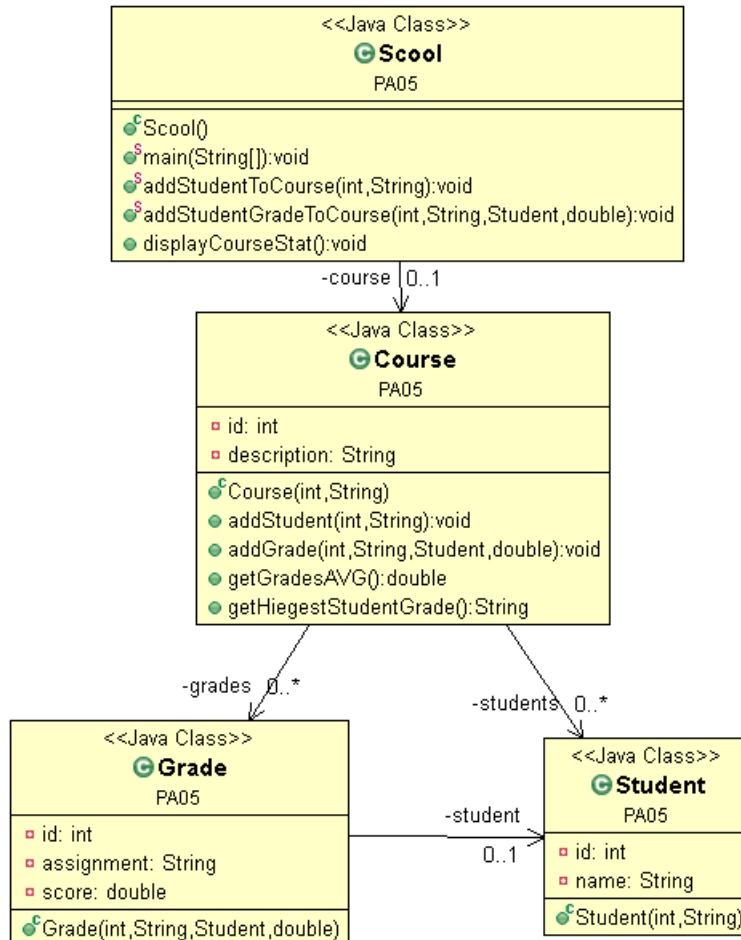 <<Java Class>>
Scool
PA05
Scool()
main(String[]):void
addStudentToCourse(int,String):void
addStudentGradeToCourse(int,String,Student,double):void
displayCourseStat():void
-course 0..1
<<Java Class>>
Course
PA05
id: int
description: String
Course(int,String)
addStudent(int,String):void
addGrade(int,String,Student,double):void
getGradesAVG():double
getHiegestStudentGrade():String
-grades 0..*
-students 0..*
<<Java Class>>
Grade
PA05
id: int
assignment: String
score: double
Grade(int,String,Student,double)
-student
0..1
<<Java Class>>
Student
PA05
id: int
name: String
Student(int,String)